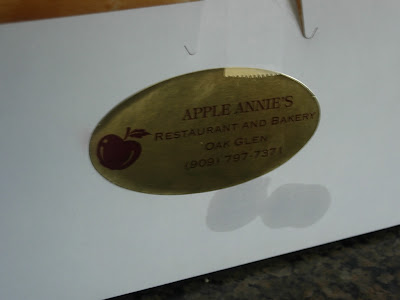 APPLE ANNIE'S
RESTAURANT AND BAKERY
OAK GLEN
(909) 797-7371